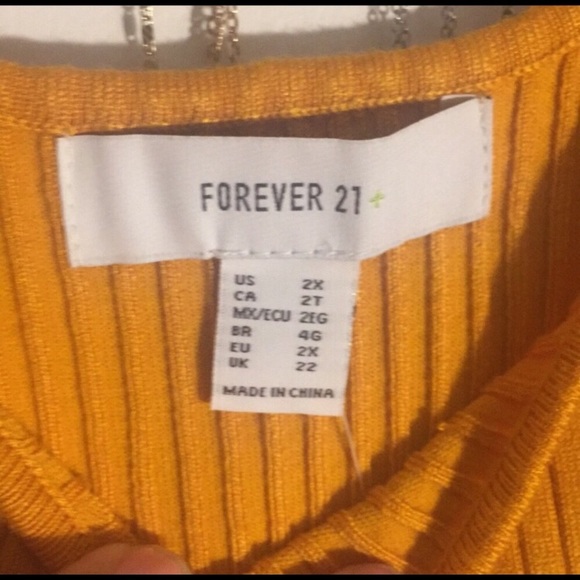 FOREVER 21+
US 2X
CA 2T
MX/ECU 2EG
BR 4G
EU 2X
UK 22
MADE IN CHINA